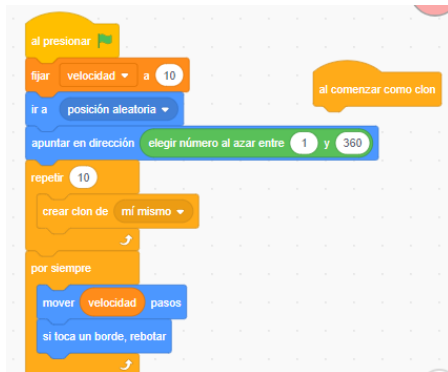 al presionar
fijar velocidad a 10
al comenzar como clon
ir a posición aleatoria
apuntar en dirección elegir número al azar entre 1 y 360
repetir 10
crear clon de mí mismo
por siempre
mover velocidad pasos
si toca un borde, rebotar